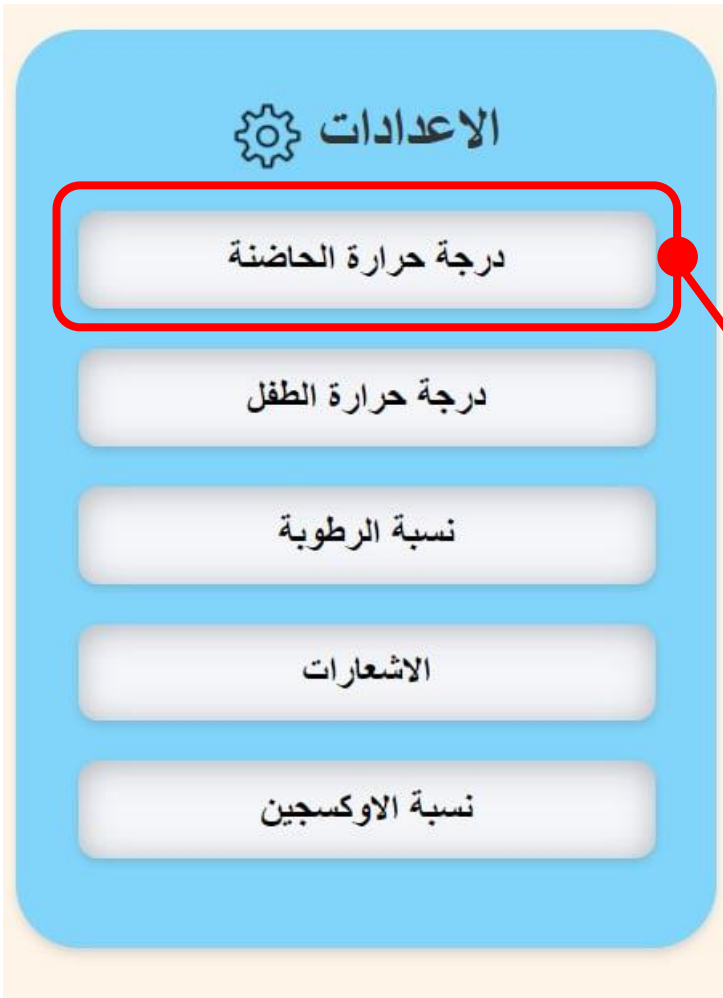 الاعدادات
درجة حرارة الحاضنة
درجة حرارة الطفل
نسبة الرطوبة
الاشعارات
نسبة الاوكسجين